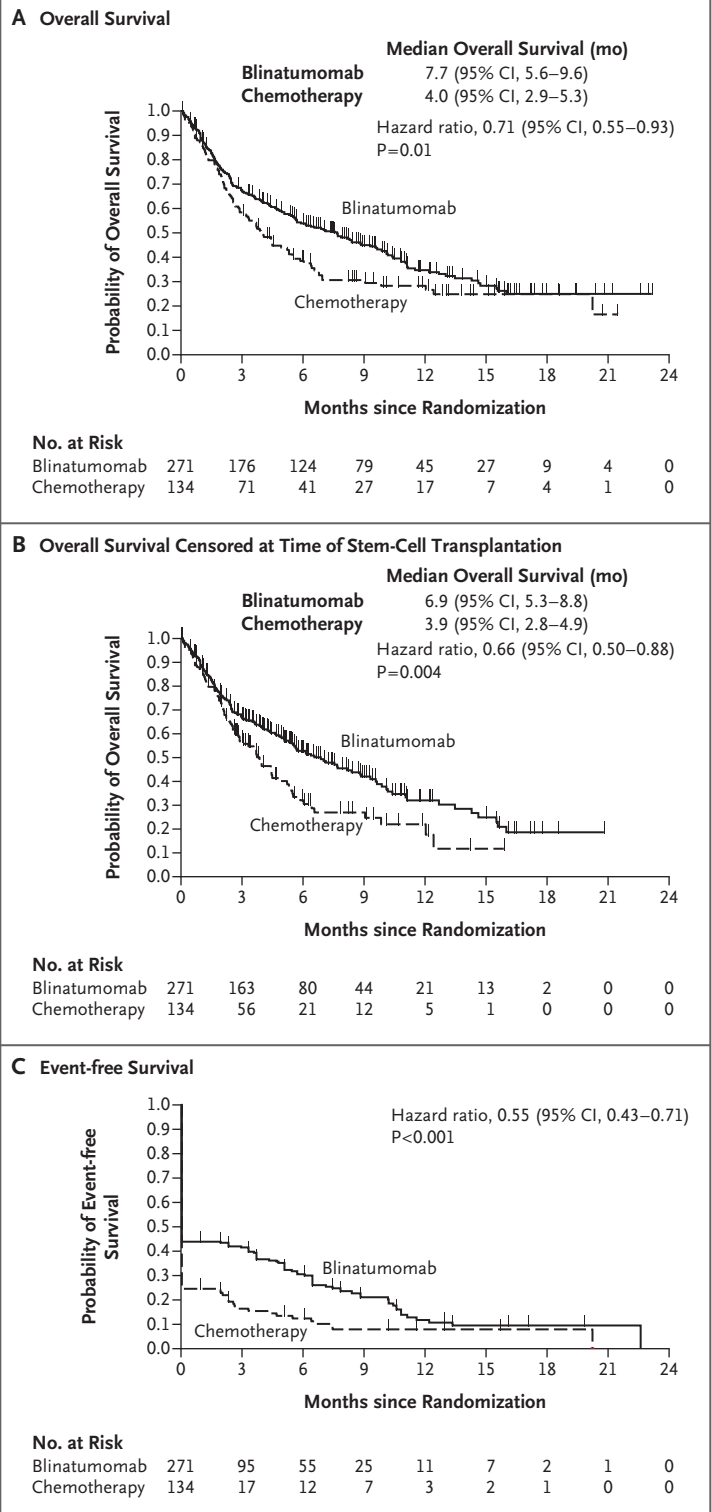 A Overall Survival
Median Overall Survival (mo)
Blinatumomab 7.7 (95% CI, 5.6–9.6)
Chemotherapy 4.0 (95% CI, 2.9–5.3)
Hazard ratio, 0.71 (95% CI, 0.55–0.93)
P=0.01
Probability of Overall Survival
1.0
0.9
0.8
0.7
0.6
0.5
0.4
0.3
0.2
0.1
0.0
Blinatumomab
Chemotherapy
0 3 6 9 12 15 18 21 24
Months since Randomization
No. at Risk
Blinatumomab 271 176 124 79 45 27 9 4 0
Chemotherapy 134 71 41 27 17 7 4 1 0
B Overall Survival Censored at Time of Stem-Cell Transplantation
Median Overall Survival (mo)
Blinatumomab 6.9 (95% CI, 5.3–8.8)
Chemotherapy 3.9 (95% CI, 2.8–4.9)
Hazard ratio, 0.66 (95% CI, 0.50–0.88)
P=0.004
Probability of Overall Survival
1.0
0.9
0.8
0.7
0.6
0.5
0.4
0.3
0.2
0.1
0.0
Blinatumomab
Chemotherapy
0 3 6 9 12 15 18 21 24
Months since Randomization
No. at Risk
Blinatumomab 271 163 80 44 21 13 2 0 0
Chemotherapy 134 56 21 12 5 1 0 0 0
C Event-free Survival
Hazard ratio, 0.55 (95% CI, 0.43–0.71)
P<0.001
Probability of Event-free
Survival
1.0
0.9
0.8
0.7
0.6
0.5
0.4
0.3
0.2
0.1
0.0
Blinatumomab
Chemotherapy
0 3 6 9 12 15 18 21 24
Months since Randomization
No. at Risk
Blinatumomab 271 95 55 25 11 7 2 1 0
Chemotherapy 134 17 12 7 3 2 1 0 0